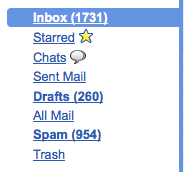 Inbox (1731)
Starred
Chats
Sent Mail
Drafts (260)
All Mail
Spam (954)
Trash